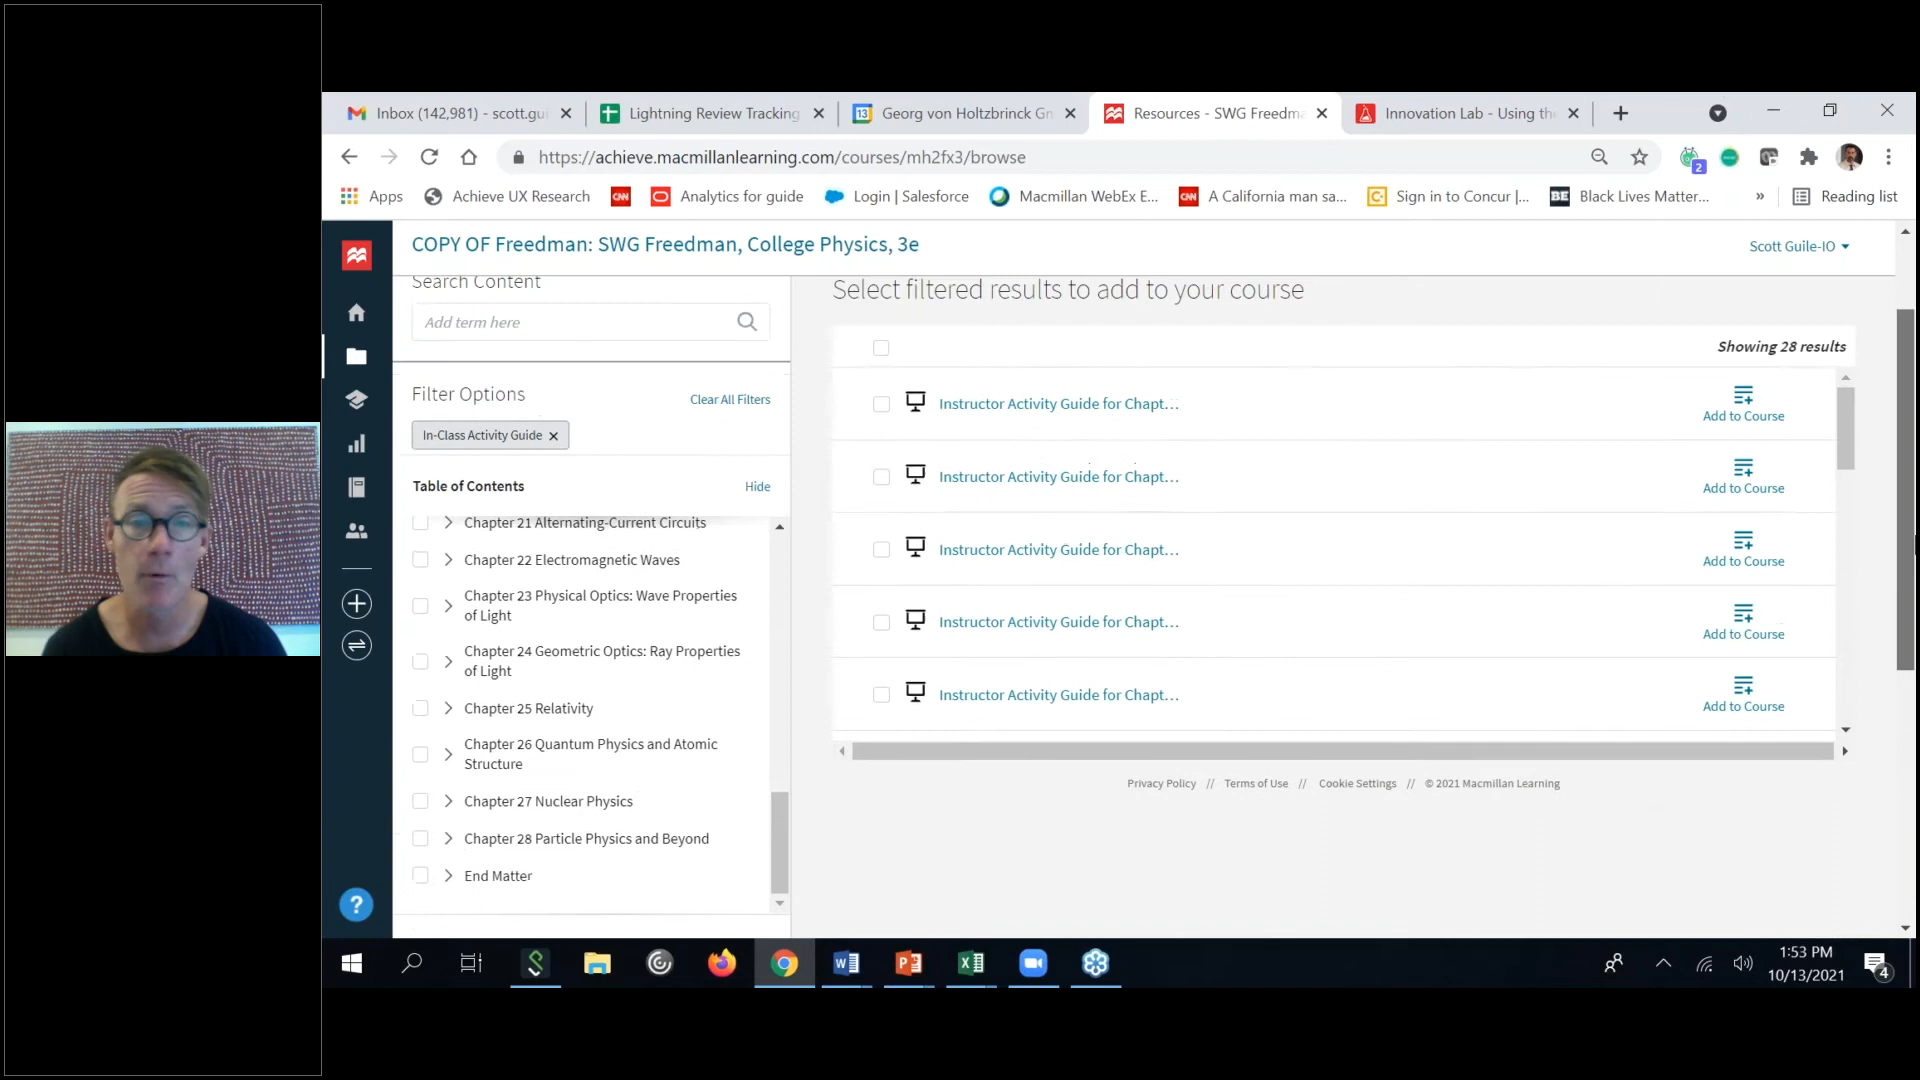 Inbox (142,981) - scott.gui
Lightning Review Tracking
13
Georg von Holtzbrinck Gm
Resources - SWG Freedma
Innovation Lab - Using the
https://achieve.macmillanlearning.com/courses/mh2fx3/browse
2
Apps
Achieve UX Research
CNN
Analytics for guide
Login | Salesforce
Macmillan WebEx E...
CNN
A California man sa...
Sign in to Concur |...
BE
Black Lives Matter...
»
Reading list
COPY OF Freedman: SWG Freedman, College Physics, 3e
Scott Guile-IO
Search Content
Add term here
Filter Options
Clear All Filters
In-Class Activity Guide
Table of Contents
Hide
Chapter 21 Alternating-Current Circuits
Chapter 22 Electromagnetic Waves
Chapter 23 Physical Optics: Wave Properties
of Light
Chapter 24 Geometric Optics: Ray Properties
of Light
Chapter 25 Relativity
Chapter 26 Quantum Physics and Atomic
Structure
Chapter 27 Nuclear Physics
Chapter 28 Particle Physics and Beyond
End Matter
Select filtered results to add to your course
Showing 28 results
Instructor Activity Guide for Chapt...
Add to Course
Instructor Activity Guide for Chapt...
Add to Course
Instructor Activity Guide for Chapt...
Add to Course
Instructor Activity Guide for Chapt...
Add to Course
Instructor Activity Guide for Chapt...
Add to Course
Privacy Policy // Terms of Use // Cookie Settings // © 2021 Macmillan Learning
?
1:53 PM
10/13/2021
4